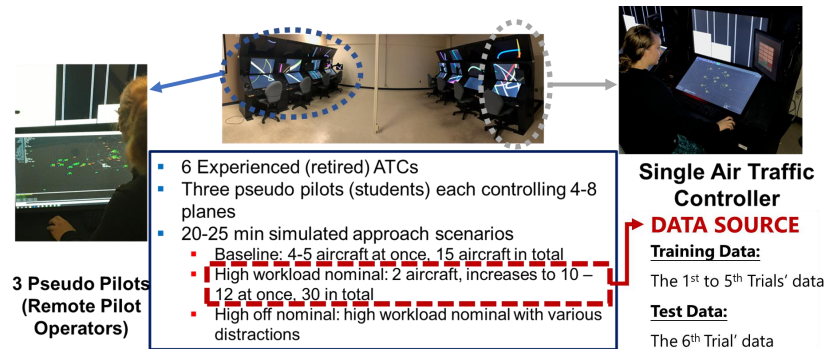 6 Experienced (retired) ATCs
Three pseudo pilots (students) each controlling 4-8
planes
20-25 min simulated approach scenarios
Baseline: 4-5 aircraft at once, 15 aircraft in total
High workload nominal: 2 aircraft, increases to 10 –
12 at once, 30 in total
High off nominal: high workload nominal with various
distractions
3 Pseudo Pilots
(Remote Pilot
Operators)
Single Air Traffic
Controller
DATA SOURCE
Training Data:
The 1st to 5th Trials’ data
Test Data:
The 6th Trial’ data